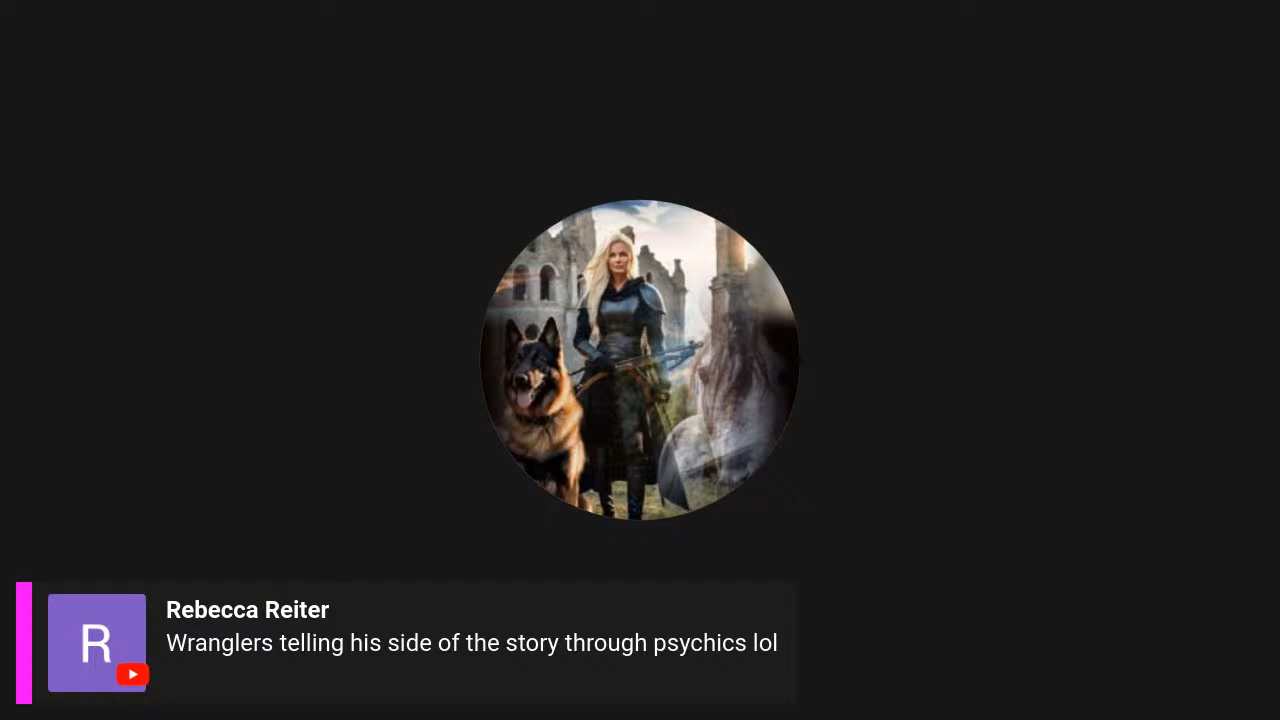 R
Rebecca Reiter
Wranglers telling his side of the story through psychics lol